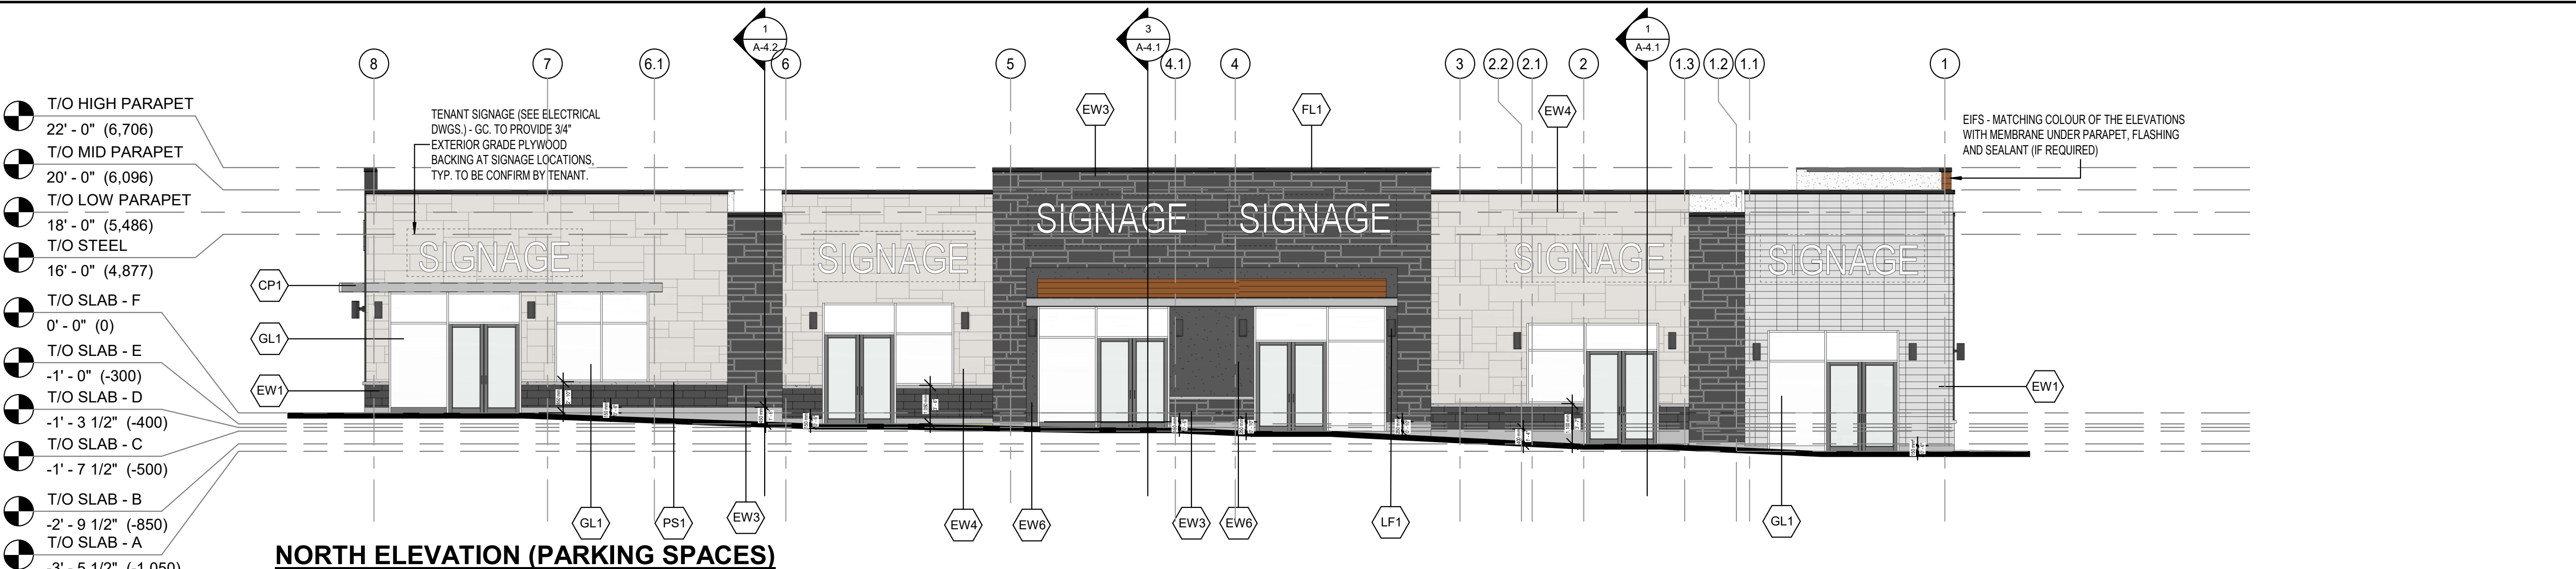 1
A-4.2
3
A-4.1
1
A-4.1
8
7
6.1
6
5
4.1
4
3
2.2
2.1
2
1.3
1.2
1.1
1
T/O HIGH PARAPET
22' - 0" (6,706)
T/O MID PARAPET
20' - 0" (6,096)
T/O LOW PARAPET
18' - 0" (5,486)
T/O STEEL
16' - 0" (4,877)
T/O SLAB - F
0' - 0" (0)
T/O SLAB - E
-1' - 0" (-300)
T/O SLAB - D
-1' - 3 1/2" (-400)
T/O SLAB - C
-1' - 7 1/2" (-500)
T/O SLAB - B
-2' - 9 1/2" (-850)
T/O SLAB - A
-3' - 5 1/2" (-1,050)
TENANT SIGNAGE (SEE ELECTRICAL
DWGS.) - GC. TO PROVIDE 3/4"
EXTERIOR GRADE PLYWOOD
BACKING AT SIGNAGE LOCATIONS,
TYP. TO BE CONFIRM BY TENANT.
EW3
FL1
EW4
EIFS - MATCHING COLOUR OF THE ELEVATIONS
WITH MEMBRANE UNDER PARAPET, FLASHING
AND SEALANT (IF REQUIRED)
SIGNAGE
SIGNAGE
SIGNAGE
SIGNAGE
SIGNAGE
SIGNAGE
CP1
GL1
EW1
EW1
GL1
PS1
EW3
EW4
EW6
EW3
EW6
LF1
GL1
NORTH ELEVATION (PARKING SPACES)